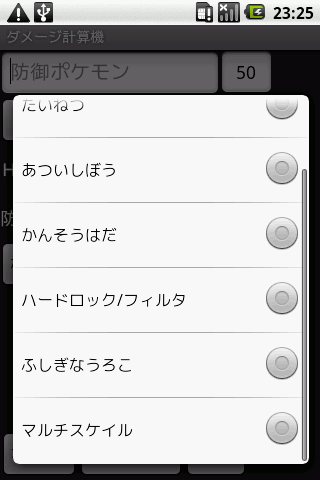 23:25
ダメージ計算機
防御ポケモン
50
たいねつ
あついしぼう
かんそうはだ
ハードロック/フィルタ
ふしぎなうろこ
マルチスケイル